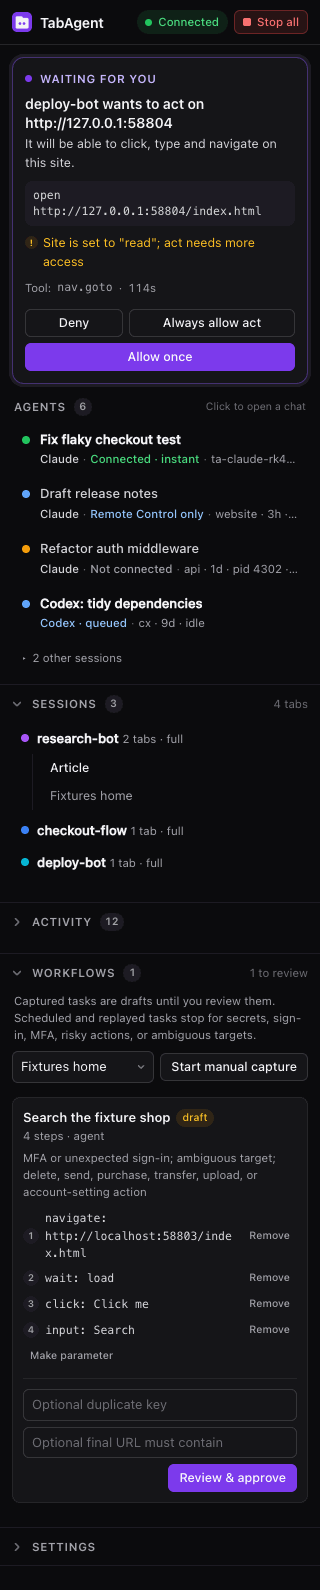 TabAgent
Connected
Stop all
WAITING FOR YOU
deploy-bot wants to act on
http://127.0.0.1:58804
It will be able to click, type and navigate on
this site.
open
http://127.0.0.1:58804/index.html
! Site is set to "read"; act needs more
access
Tool: nav.goto · 114s
Deny
Always allow act
Allow once
AGENTS 6
Click to open a chat
Fix flaky checkout test
Claude · Connected · instant · ta-claude-rk4...
Draft release notes
Claude · Remote Control only · website · 3h ·...
Refactor auth middleware
Claude · Not connected · api · 1d · pid 4302 ·...
Codex: tidy dependencies
Codex · queued · cx · 9d · idle
2 other sessions
SESSIONS 3
4 tabs
research-bot 2 tabs · full
Article
Fixtures home
checkout-flow 1 tab · full
deploy-bot 1 tab · full
ACTIVITY 12
WORKFLOWS 1
1 to review
Captured tasks are drafts until you review them.
Scheduled and replayed tasks stop for secrets, sign-
in, MFA, risky actions, or ambiguous targets.
Fixtures home
Start manual capture
Search the fixture shop draft
4 steps · agent
MFA or unexpected sign-in; ambiguous target;
delete, send, purchase, transfer, upload, or
account-setting action
1 navigate:
http://localhost:58803/inde
x.html
Remove
2 wait: load Remove
3 click: Click me Remove
4 input: Search Remove
Make parameter
Optional duplicate key
Optional final URL must contain
Review & approve
SETTINGS